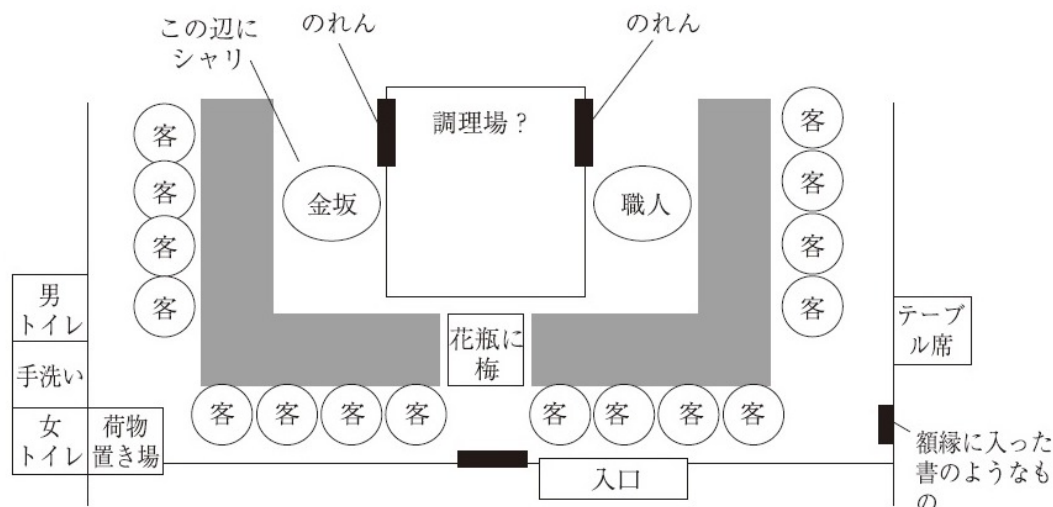 この辺に
シャリ
のれん
のれん
調理場？
客
客
客
客
金坂
職人
客
客
客
客
男
トイレ
手洗い
女
トイレ
荷物
置き場
花瓶に
梅
テーブ
ル席
客
客
客
客
客
客
客
客
入口
額縁に入った
書のようなも
の